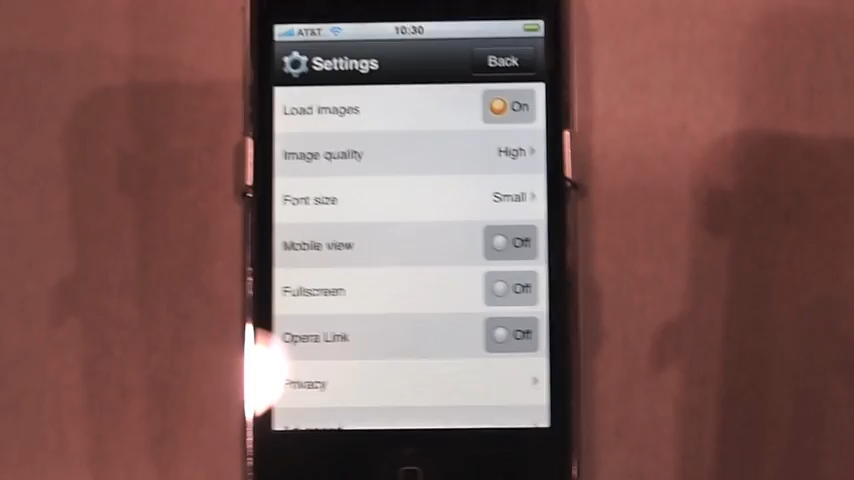 AT&T 10:30
Settings Back
Load images On
Image quality High
Font size Small
Mobile view Off
Fullscreen Off
Opera Link Off
Privacy